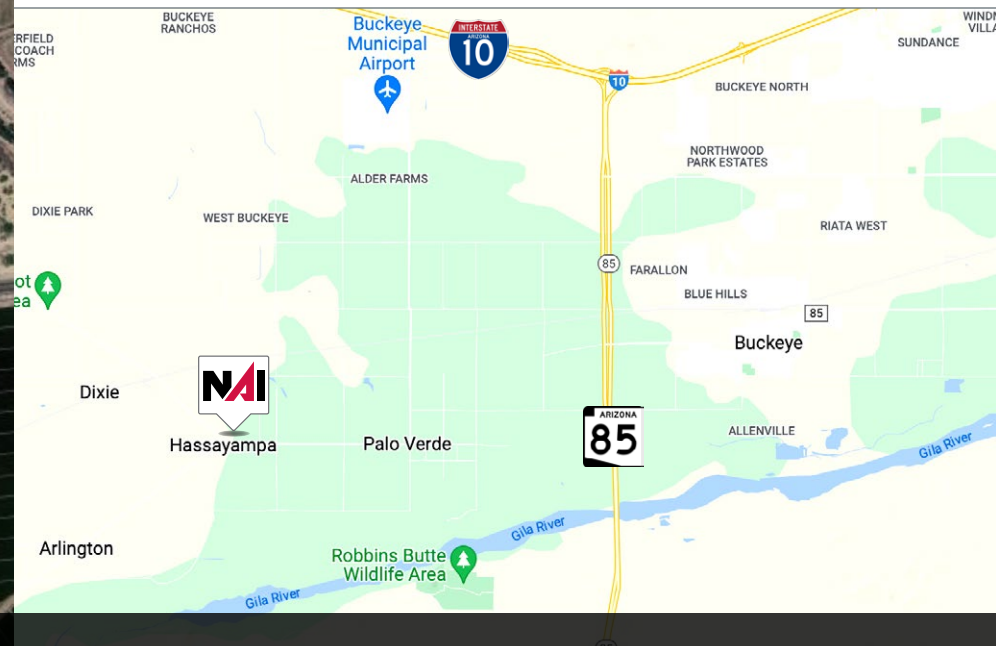 BUCKEYE
RANCHOS
Buckeye
Municipal
Airport
INTERSTATE
ARIZONA
10
SUNDANCE
COACH
10
BUCKEYE NORTH
NORTHWOOD
PARK ESTATES
ALDER FARMS
DIXIE PARK
WEST BUCKEYE
RIATA WEST
85
FARALLON
BLUE HILLS
85
Buckeye
NAI
Dixie
Hassayampa
Palo Verde
ARIZONA
85
ALLENVILLE
Gila River
Gila River
Arlington
Robbins Butte
Wildlife Area
Gila River